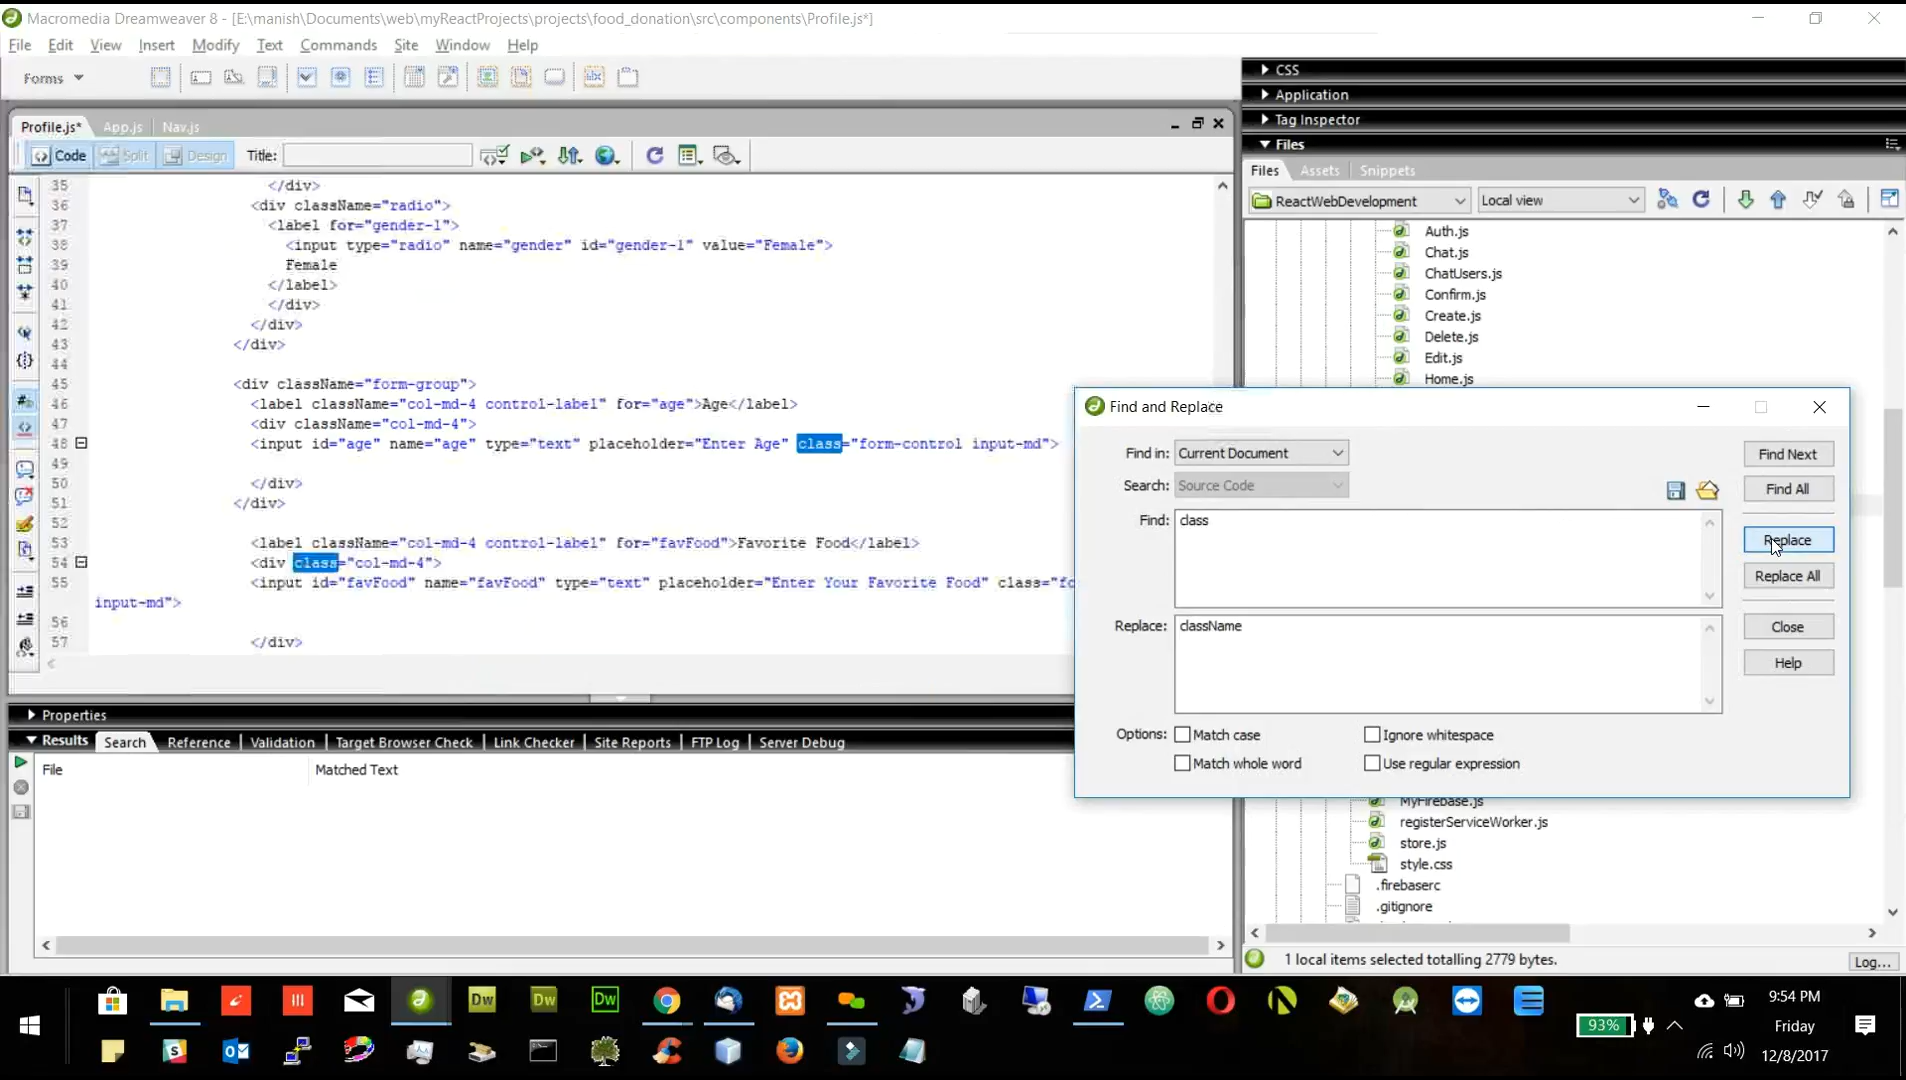 Macromedia Dreamweaver 8 - [E:\manish\Documents\web\myReactProjects\projects\food_donation\src\components\Profile.js*]
File Edit View Insert Modify Text Commands Site Window Help
Forms
Profile.js* App.js Nav.js
Code Split Design Title:
35 </div>
36 <div className="radio">
37 <label for="gender-1">
38 <input type="radio" name="gender" id="gender-1" value="Female">
39 Female
40 </label>
41 </div>
42 </div>
43 </div>
44
45 <div className="form-group">
46 <label className="col-md-4 control-label" for="age">Age</label>
47 <div className="col-md-4">
48 <input id="age" name="age" type="text" placeholder="Enter Age" class="form-control input-md">
49
50 </div>
51 </div>
52
53 <label className="col-md-4 control-label" for="favFood">Favorite Food</label>
54 <div class="col-md-4">
55 <input id="favFood" name="favFood" type="text" placeholder="Enter Your Favorite Food" class="fo
input-md">
56
57 </div>
Properties
Results Search Reference Validation Target Browser Check Link Checker Site Reports FTP Log Server Debug
File Matched Text
CSS
Application
Tag Inspector
Files
Files Assets Snippets
ReactWebDevelopment Local view
Auth.js
Chat.js
ChatUsers.js
Confirm.js
Create.js
Delete.js
Edit.js
Home.js
Find and Replace
Find in: Current Document Find Next
Search: Source Code Find All
Find: class
Replace
Replace All
Replace: className Close
Help
Options: Match case Ignore whitespace
Match whole word Use regular expression
MyFirebase.js
registerServiceWorker.js
store.js
style.css
.firebaserc
.gitignore
1 local items selected totalling 2779 bytes. Log...
Dw Dw Dw
93%
9:54 PM
Friday
12/8/2017